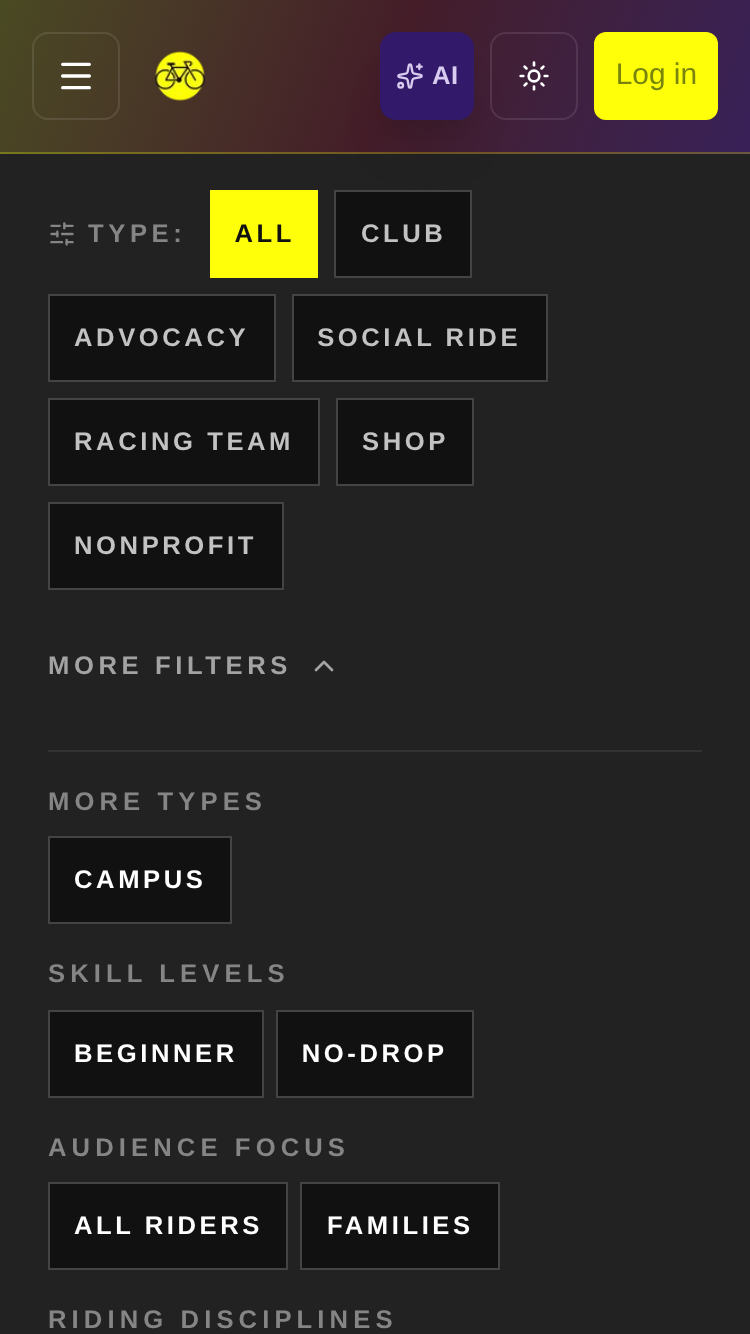 AI Log in
TYPE: ALL CLUB
ADVOCACY SOCIAL RIDE
RACING TEAM SHOP
NONPROFIT
MORE FILTERS
MORE TYPES
CAMPUS
SKILL LEVELS
BEGINNER NO-DROP
AUDIENCE FOCUS
ALL RIDERS FAMILIES
RIDING DISCIPLINES